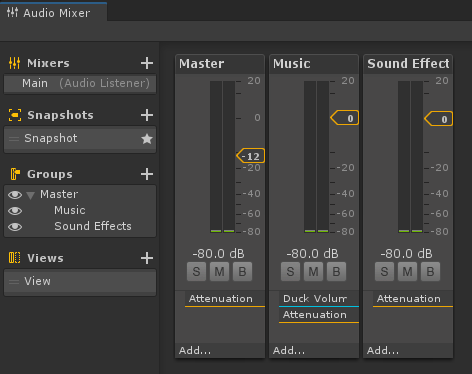 Audio Mixer
Mixers
Main (Audio Listener)
Snapshots
Snapshot
Groups
Master
Music
Sound Effects
Views
View
Master
20
0
-12
-20
-40
-60
-80
-80.0 dB
S M B
Attenuation
Add...
Music
20
0
-20
-40
-60
-80
-80.0 dB
S M B
Duck Volum
Attenuation
Add...
Sound Effect
20
0
-20
-40
-60
-80
-80.0 dB
S M B
Attenuation
Add...